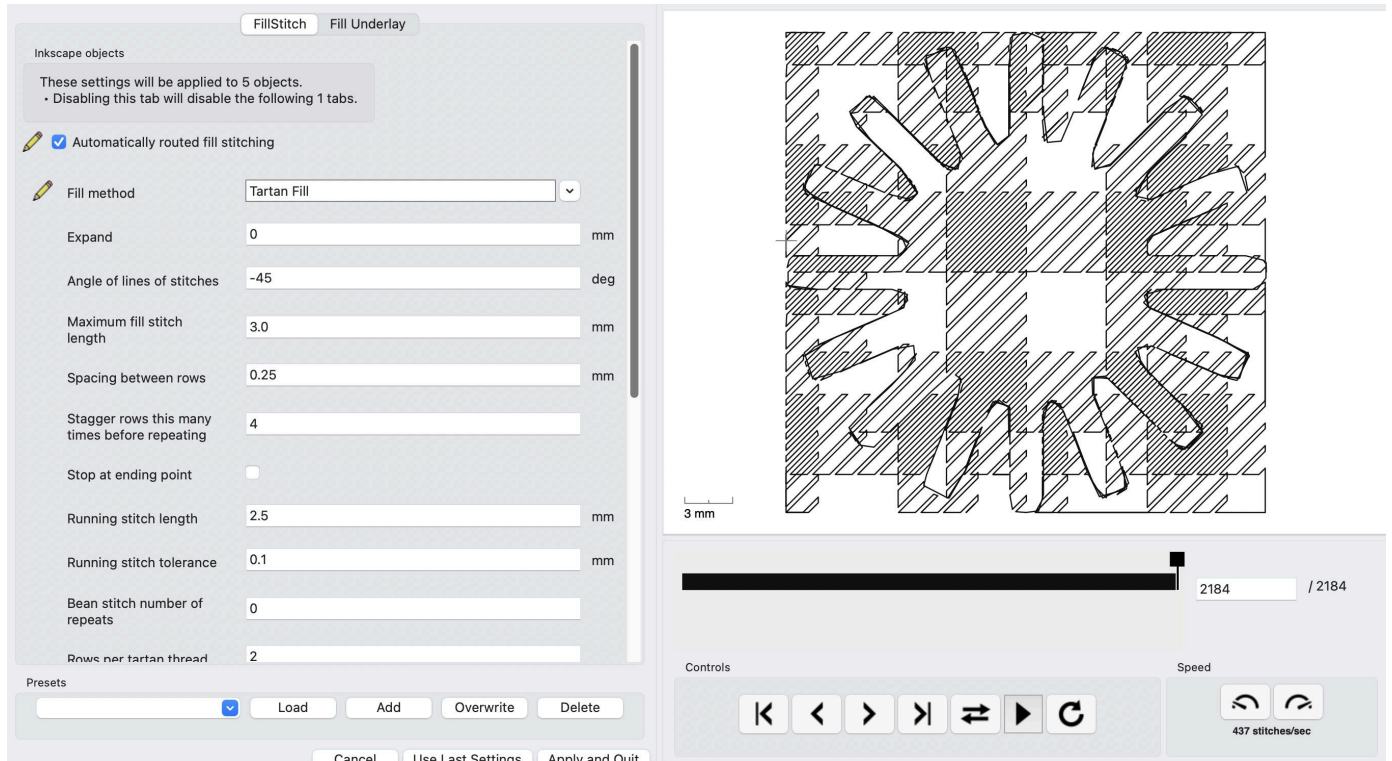 FillStitch
Fill Underlay
Inkscape objects
These settings will be applied to 5 objects.
• Disabling this tab will disable the following 1 tabs.
Automatically routed fill stitching
Fill method
Tartan Fill
Expand
0
mm
Angle of lines of stitches
-45
deg
Maximum fill stitch
length
3.0
mm
Spacing between rows
0.25
mm
Stagger rows this many
times before repeating
4
Stop at ending point
Running stitch length
2.5
mm
Running stitch tolerance
0.1
mm
Bean stitch number of
repeats
0
Rows per tartan thread
2
Presets
Load
Add
Overwrite
Delete
Cancel
Use Last Settings
Apply and Quit
3 mm
2184
/ 2184
Controls
Speed
437 stitches/sec